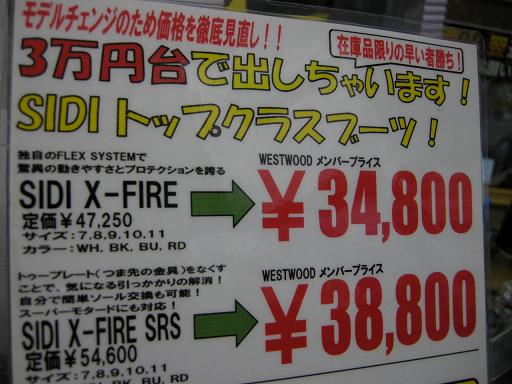 モデルチェンジのため価格を徹底見直し！！
在庫品限りの早い者勝ち！
3万円台で出しちゃいます！
SIDI トップクラスブーツ！
独自のFLEX SYSTEMで
驚異の動きやすさとプロテクションを誇る
SIDI X-FIRE
定価￥47,250
サイズ：7.8.9.10.11
カラー：WH. BK. BU. RD
WESTWOOD メンバープライス
￥34,800
トゥープレート（つま先の金具）をなくす
ことで、気になる引っかかりの解消！
自分で簡単ソール交換も可能！
スーパーモタードにも対応！
SIDI X-FIRE SRS
定価￥54,600
サイズ：7.8.9.10.11
WESTWOOD メンバープライス
￥38,800